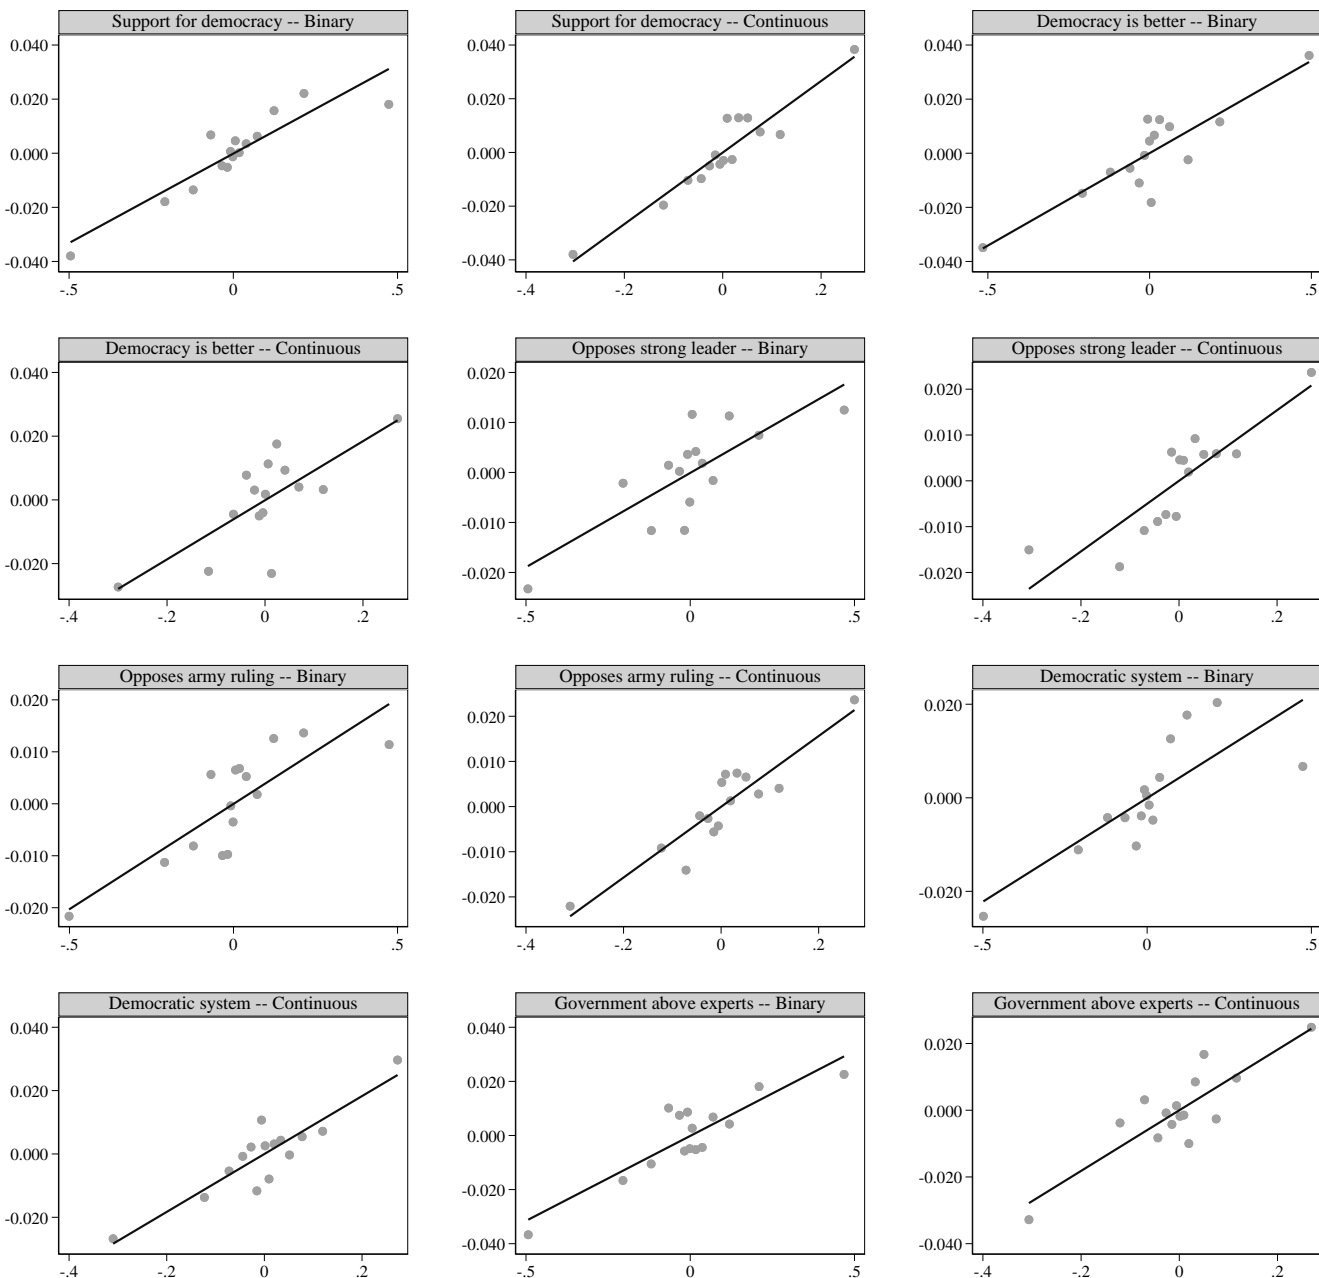 Support for democracy -- Binary
0.040
0.020
0.000
-0.020
-0.040
-.5 0 .5
Support for democracy -- Continuous
0.040
0.020
0.000
-0.020
-0.040
-.4 -.2 0 .2
Democracy is better -- Binary
0.040
0.020
0.000
-0.020
-0.040
-.5 0 .5
Democracy is better -- Continuous
0.040
0.020
0.000
-0.020
-.4 -.2 0 .2
Opposes strong leader -- Binary
0.020
0.010
0.000
-0.010
-0.020
-.5 0 .5
Opposes strong leader -- Continuous
0.020
0.010
0.000
-0.010
-0.020
-.4 -.2 0 .2
Opposes army ruling -- Binary
0.020
0.010
0.000
-0.010
-0.020
-.5 0 .5
Opposes army ruling -- Continuous
0.020
0.010
0.000
-0.010
-0.020
-.4 -.2 0 .2
Democratic system -- Binary
0.020
0.000
-0.020
-.5 0 .5
Democratic system -- Continuous
0.040
0.020
0.000
-0.020
-.4 -.2 0 .2
Government above experts -- Binary
0.040
0.020
0.000
-0.020
-0.040
-.5 0 .5
Government above experts -- Continuous
0.020
0.000
-0.020
-0.040
-.4 -.2 0 .2